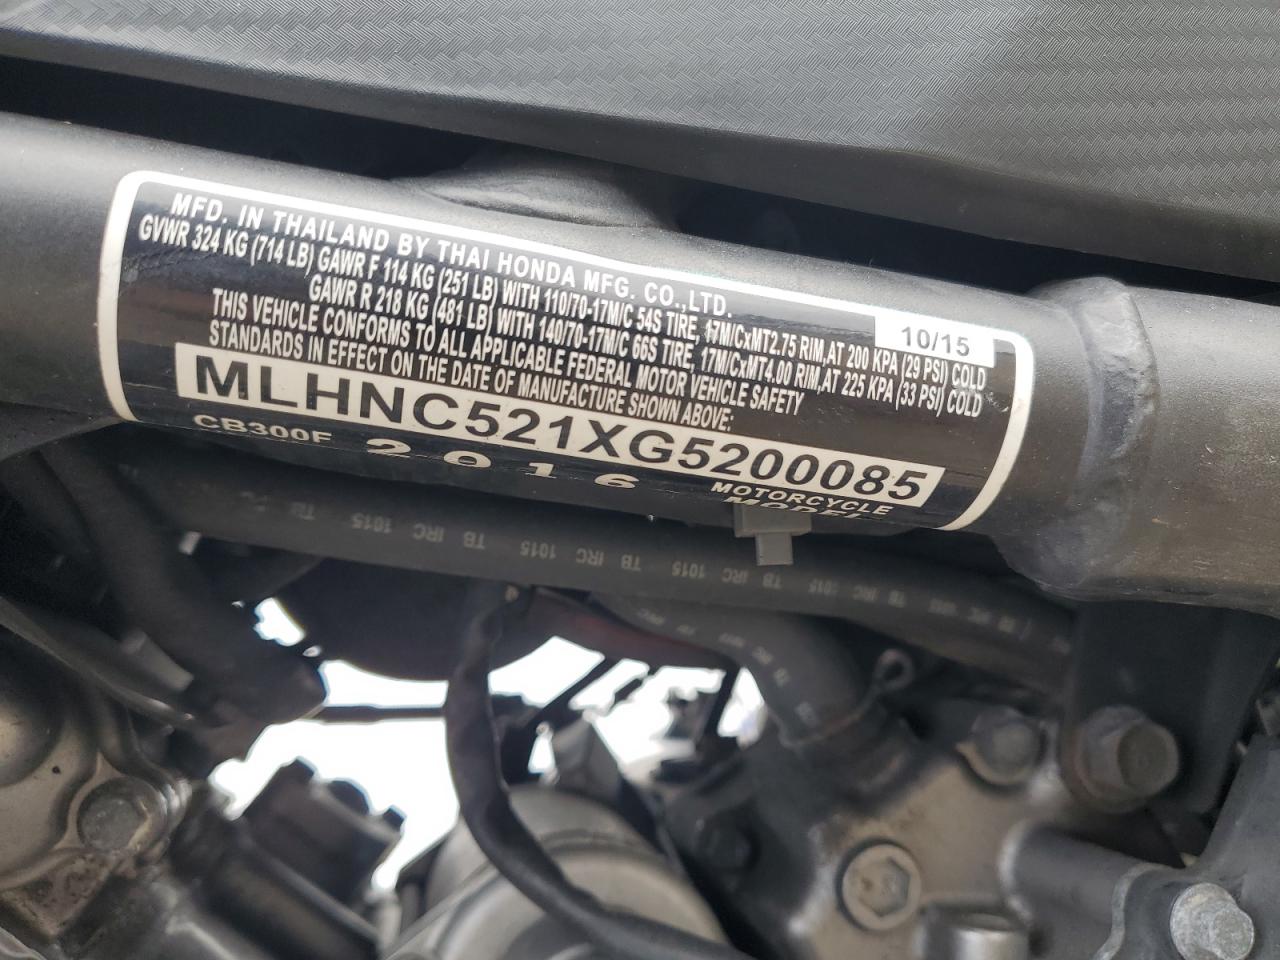 MFD. IN THAILAND BY THAI HONDA MFG. CO.,LTD.
10/15
GVWR 324 KG (714 LB) GAWR F 114 KG (251 LB) WITH 110/70-17M/C 54S TIRE, 17M/CxMT2.75 RIM,AT 200 KPA (29 PSI) COLD
GAWR R 218 KG (481 LB) WITH 140/70-17M/C 66S TIRE, 17M/CxMT4.00 RIM,AT 225 KPA (33 PSI) COLD
THIS VEHICLE CONFORMS TO ALL APPLICABLE FEDERAL MOTOR VEHICLE SAFETY
STANDARDS IN EFFECT ON THE DATE OF MANUFACTURE SHOWN ABOVE:
MLHNC521XG5200085
CB300F 2016 MOTORCYCLE
MODEL
TB IRC 1015 TB IRC 1015 TB IRC 1015 TB IRC 1015